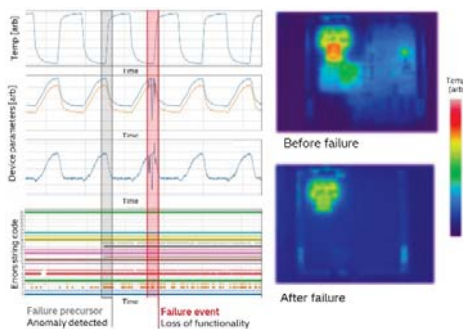 Temp [arb]
Time
Device parameters [arb]
Time
Time
Errors string code
Time
Failure precursor
Anomaly detected
Failure event
Loss of functionality
Before failure
After failure
Temp
[arb]